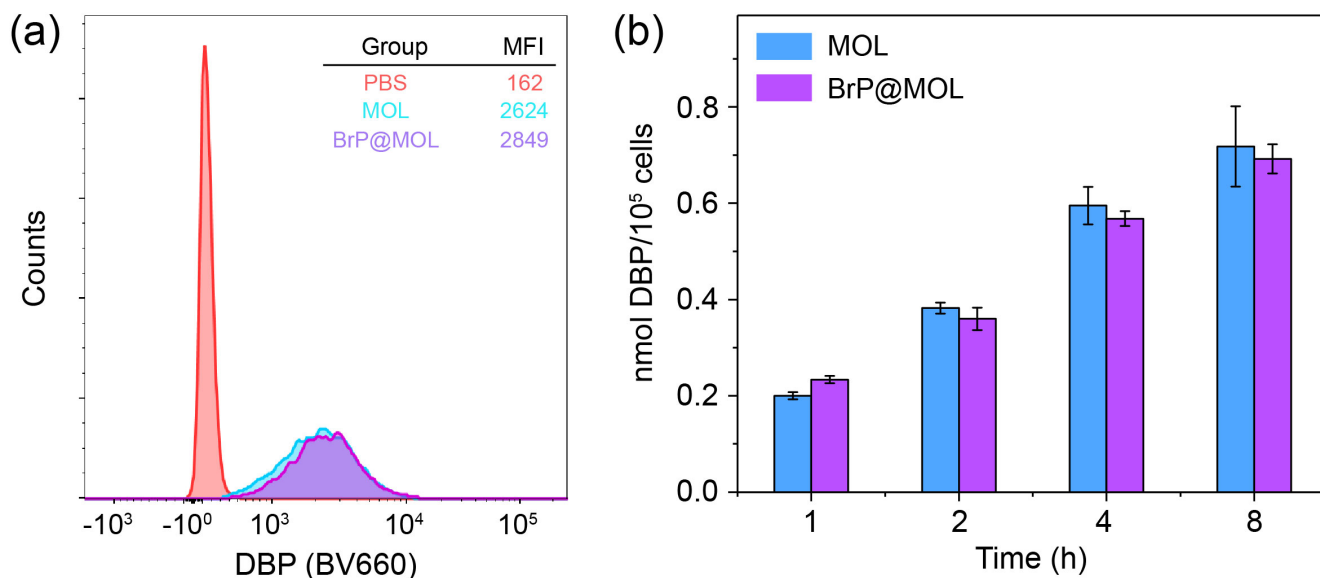 (a)
Group MFI
PBS 162
MOL 2624
BrP@MOL 2849
Counts
-10³ -10⁰ 10³ 10⁴ 10⁵
DBP (BV660)
(b)
MOL
BrP@MOL
nmol DBP/10⁵ cells
0.8
0.6
0.4
0.2
0.0
1 2 4 8
Time (h)